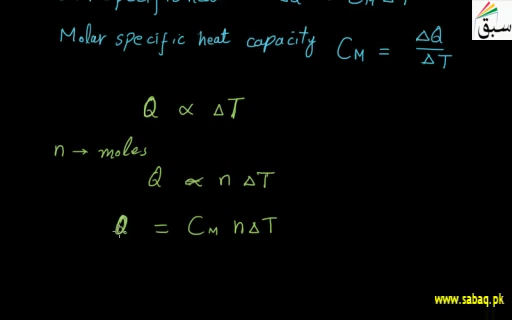 سبق
Molar specific heat capacity C_M = ΔQ/ΔT
Q ∝ ΔT
n → moles
Q ∝ n ΔT
Q = C_M n ΔT
www.sabaq.pk